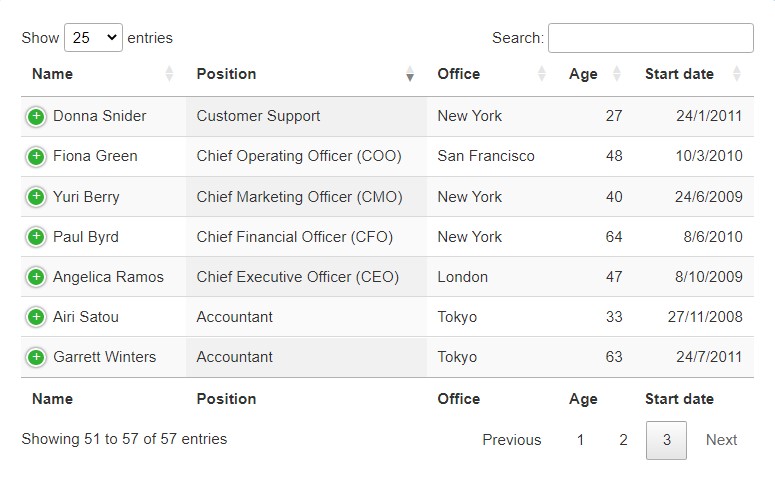 Show 25 entries Search:
Name Position Office Age Start date
Donna Snider Customer Support New York 27 24/1/2011
Fiona Green Chief Operating Officer (COO) San Francisco 48 10/3/2010
Yuri Berry Chief Marketing Officer (CMO) New York 40 24/6/2009
Paul Byrd Chief Financial Officer (CFO) New York 64 8/6/2010
Angelica Ramos Chief Executive Officer (CEO) London 47 8/10/2009
Airi Satou Accountant Tokyo 33 27/11/2008
Garrett Winters Accountant Tokyo 63 24/7/2011
Name Position Office Age Start date
Showing 51 to 57 of 57 entries Previous 1 2 3 Next